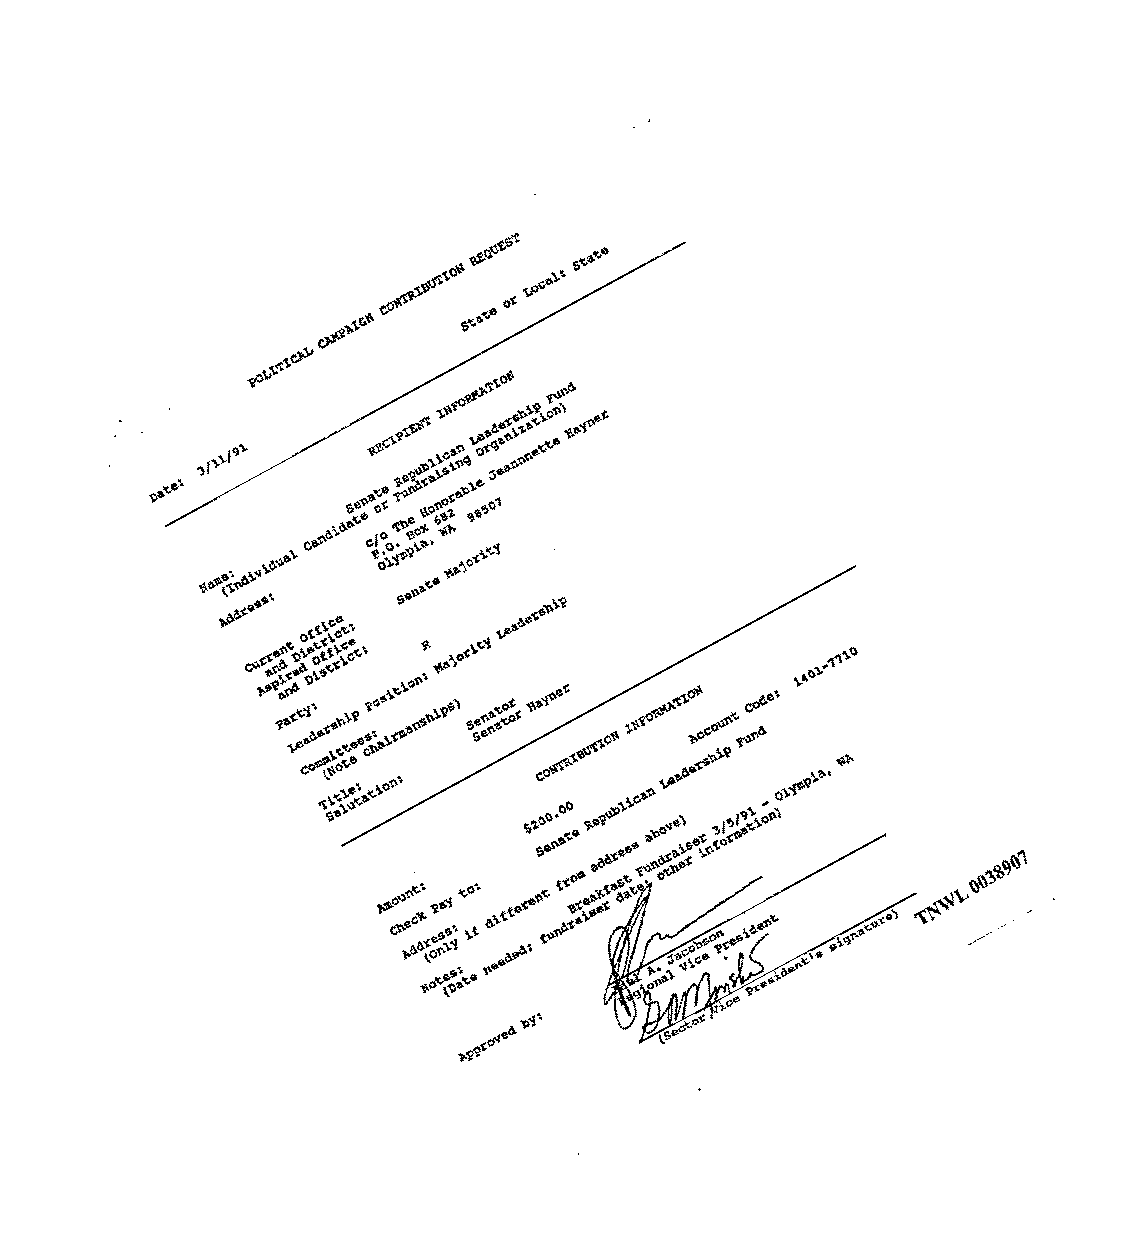 POLITICAL CAMPAIGN CONTRIBUTION REQUEST
Date: 3/11/91 State or Local: State
RECIPIENT INFORMATION
Name: Senate Republican Leadership Fund
(Individual Candidate or Fundraising Organization)
Address: c/o The Honorable Jeannnette Hayner
P.O. Box 682
Olympia, WA 98507
Current Office
and District: Senate Majority
Aspired Office
and District:
Party: R
Leadership Position: Majority Leadership
Committees:
(Note Chairmanships)
Title: Senator
Salutation: Senator Hayner
CONTRIBUTION INFORMATION
Account Code: 1401-7710
Amount: $200.00
Check Pay to: Senate Republican Leadership Fund
Address:
(Only if different from address above)
Notes: Breakfast Fundraiser 3/5/91 - Olympia, WA
(Date needed; fundraiser date; other information)
Approved by:
A. Jacobson
Regional Vice President
(Sector Vice President's signature)
TNWL 0038907